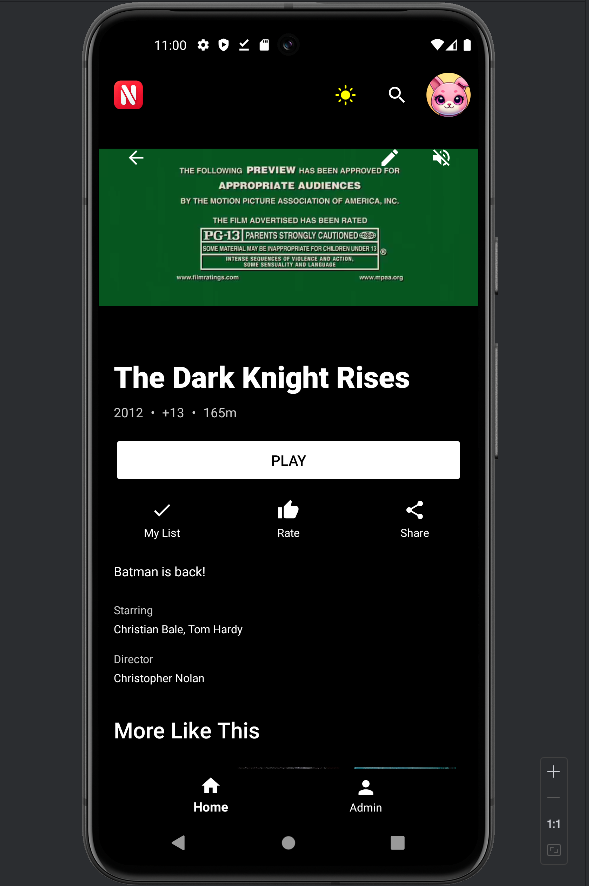 11:00
N
THE FOLLOWING PREVIEW HAS BEEN APPROVED FOR
APPROPRIATE AUDIENCES
BY THE MOTION PICTURE ASSOCIATION OF AMERICA, INC.
THE FILM ADVERTISED HAS BEEN RATED
PG-13 PARENTS STRONGLY CAUTIONED
SOME MATERIAL MAY BE INAPPROPRIATE FOR CHILDREN UNDER 13
INTENSE SEQUENCES OF VIOLENCE AND ACTION,
SOME SENSUALITY AND LANGUAGE
®
www.filmratings.com www.mpaa.org
The Dark Knight Rises
2012 • +13 • 165m
PLAY
My List Rate Share
Batman is back!
Starring
Christian Bale, Tom Hardy
Director
Christopher Nolan
More Like This
Home Admin
1:1